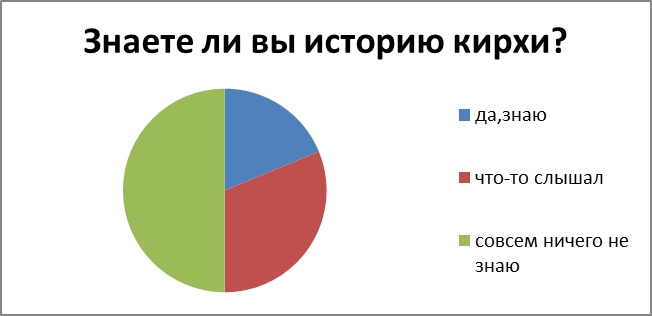 Знаете ли вы историю кирхи?
да,знаю
что-то слышал
совсем ничего не
знаю